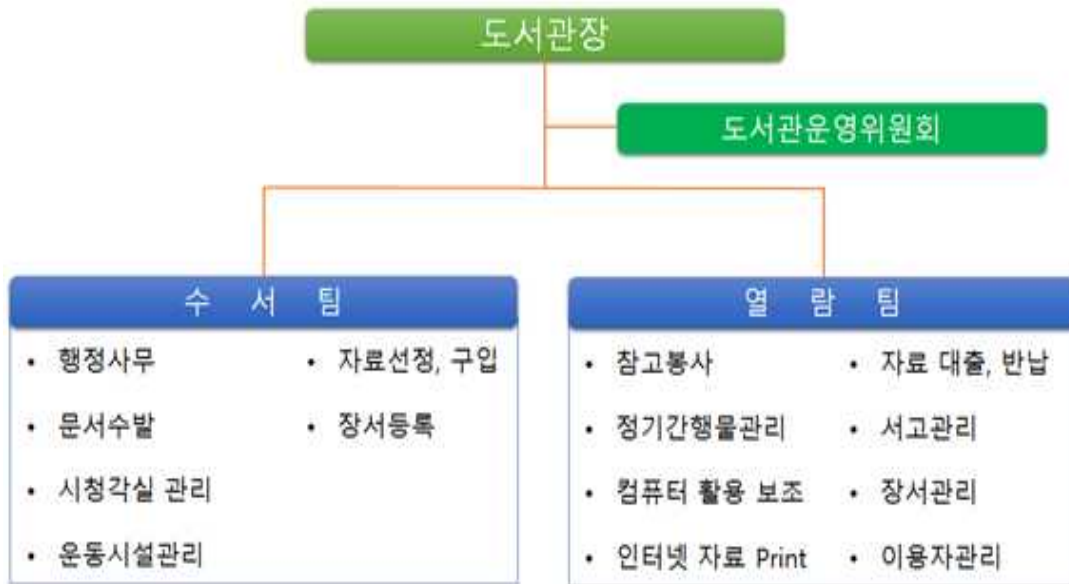 도서관장
도서관운영위원회
수 서 팀
• 행정사무
• 문서수발
• 시청각실 관리
• 운동시설관리
• 자료선정, 구입
• 장서등록
열 람 팀
• 참고봉사
• 정기간행물관리
• 컴퓨터 활용 보조
• 인터넷 자료 Print
• 자료 대출, 반납
• 서고관리
• 장서관리
• 이용자관리